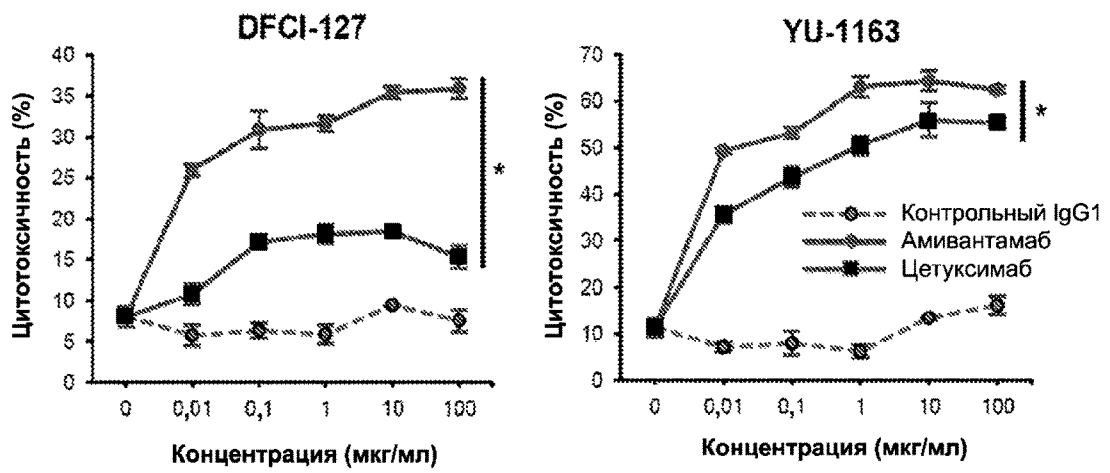 DFCI-127
Цитотоксичность (%)
40
35
30
25
20
15
10
5
0
*
0 0,01 0,1 1 10 100
Концентрация (мкг/мл)
YU-1163
Цитотоксичность (%)
70
60
50
40
30
20
10
0
*
Контрольный IgG1
Амивантамаб
Цетуксимаб
0 0,01 0,1 1 10 100
Концентрация (мкг/мл)